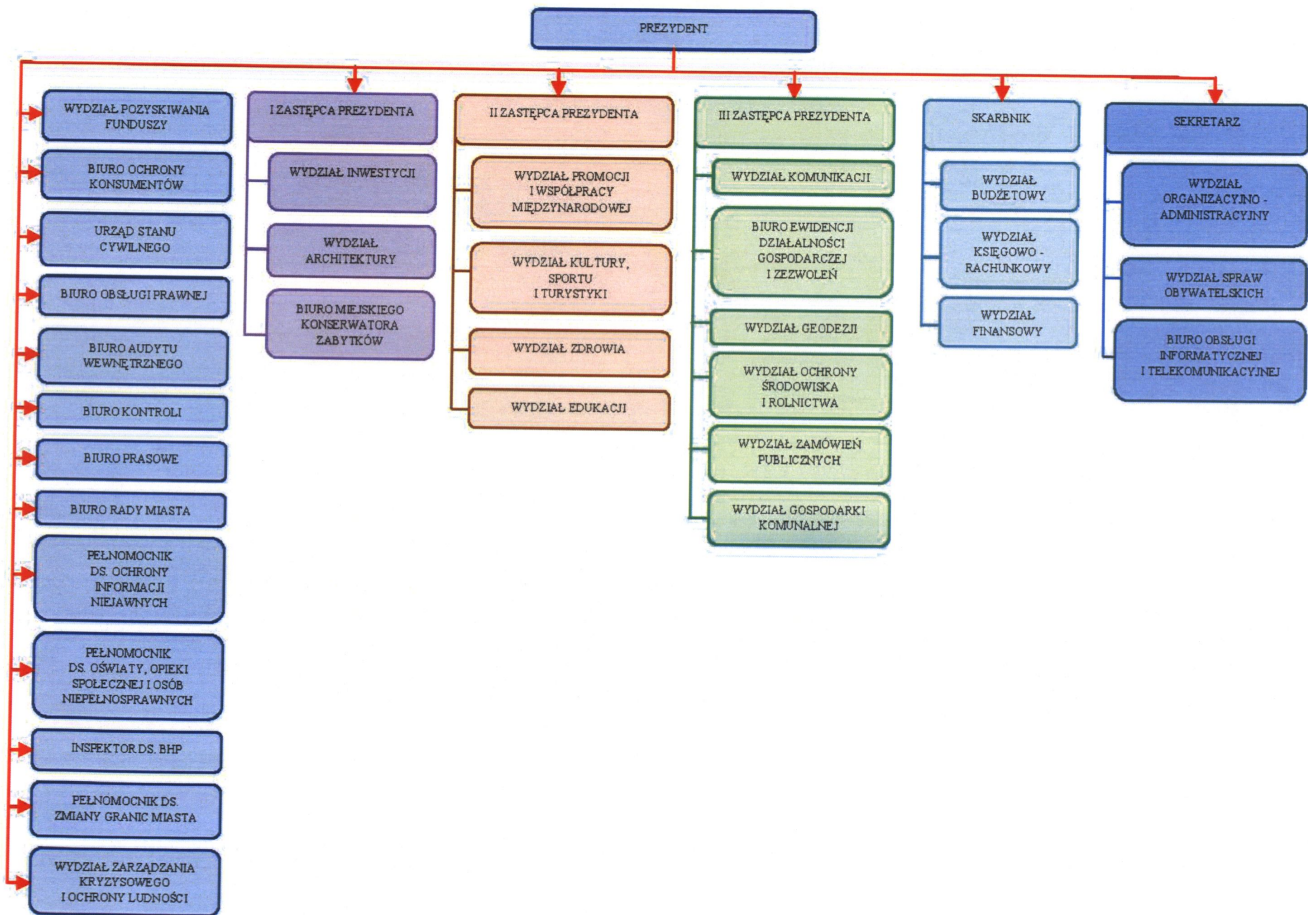 PREZYDENT
WYDZIAŁ POZYSKIWANIA
FUNDUSZY
BIURO OCHRONY
KONSUMENTÓW
URZĄD STANU
CYWILNEGO
BIURO OBSŁUGI PRAWNEJ
BIURO AUDYTU
WEWNĘTRZNEGO
BIURO KONTROLI
BIURO PRASOWE
BIURO RADY MIASTA
PEŁNOMOCNIK
DS. OCHRONY
INFORMACJI
NIEJAWNYCH
PEŁNOMOCNIK
DS. OŚWIATY, OPIEKI
SPOŁECZNEJ I OSÓB
NIEPEŁNOSPRAWNYCH
INSPEKTOR DS. BHP
PEŁNOMOCNIK DS.
ZMIANY GRANIC MIASTA
WYDZIAŁ ZARZĄDZANIA
KRYZYSOWEGO
I OCHRONY LUDNOŚCI
I ZASTĘPCA PREZYDENTA
WYDZIAŁ INWESTYCJI
WYDZIAŁ
ARCHITEKTURY
BIURO MIEJSKIEGO
KONSERWATORA
ZABYTKÓW
II ZASTĘPCA PREZYDENTA
WYDZIAŁ PROMOCJI
I WSPÓŁPRACY
MIĘDZYNARODOWEJ
WYDZIAŁ KULTURY,
SPORTU
I TURYSTYKI
WYDZIAŁ ZDROWIA
WYDZIAŁ EDUKACJI
III ZASTĘPCA PREZYDENTA
WYDZIAŁ KOMUNIKACJI
BIURO EWIDENCJI
DZIAŁALNOŚCI
GOSPODARCZEJ
I ZEZWOLEŃ
WYDZIAŁ GEODEZJI
WYDZIAŁ OCHRONY
ŚRODOWISKA
I ROLNICTWA
WYDZIAŁ ZAMÓWIEŃ
PUBLICZNYCH
WYDZIAŁ GOSPODARKI
KOMUNALNEJ
SKARBNIK
WYDZIAŁ
BUDŻETOWY
WYDZIAŁ
KSIĘGOWO -
RACHUNKOWY
WYDZIAŁ
FINANSOWY
SEKRETARZ
WYDZIAŁ
ORGANIZACYJNO -
ADMINISTRACYJNY
WYDZIAŁ SPRAW
OBYWATELSKICH
BIURO OBSŁUGI
INFORMATYCZNEJ
I TELEKOMUNIKACYJNEJ